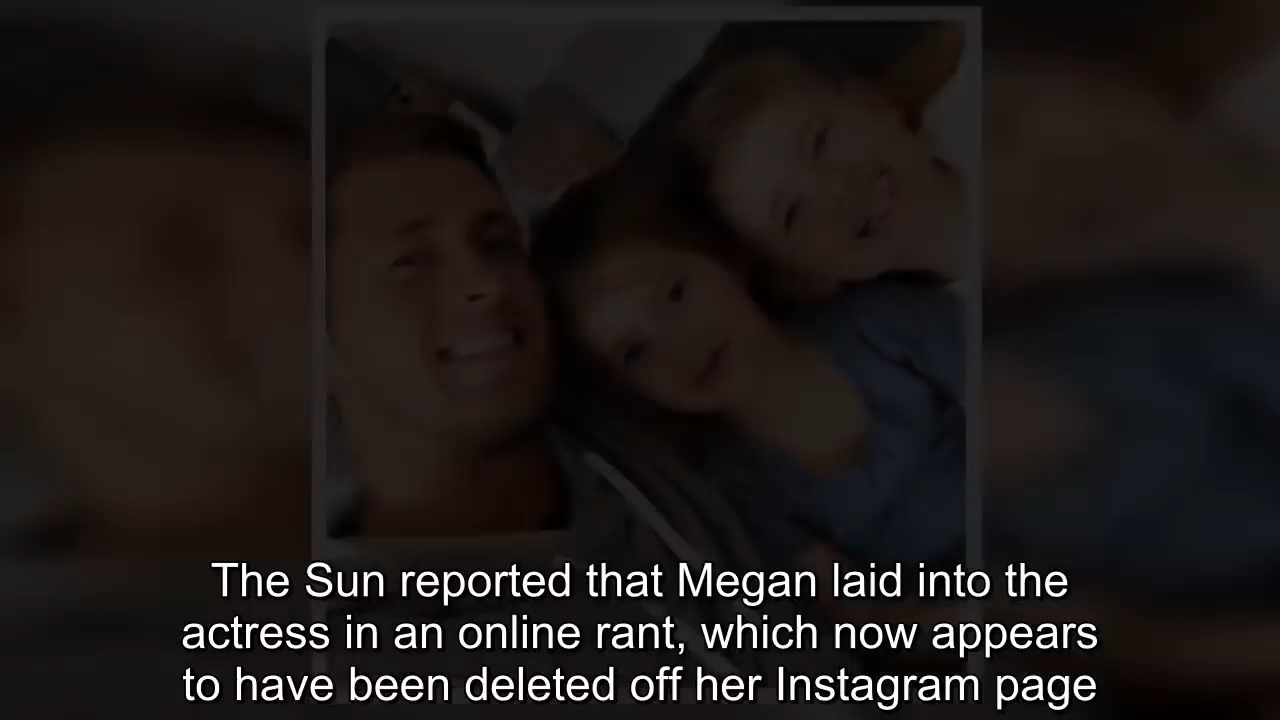 The Sun reported that Megan laid into the
actress in an online rant, which now appears
to have been deleted off her Instagram page